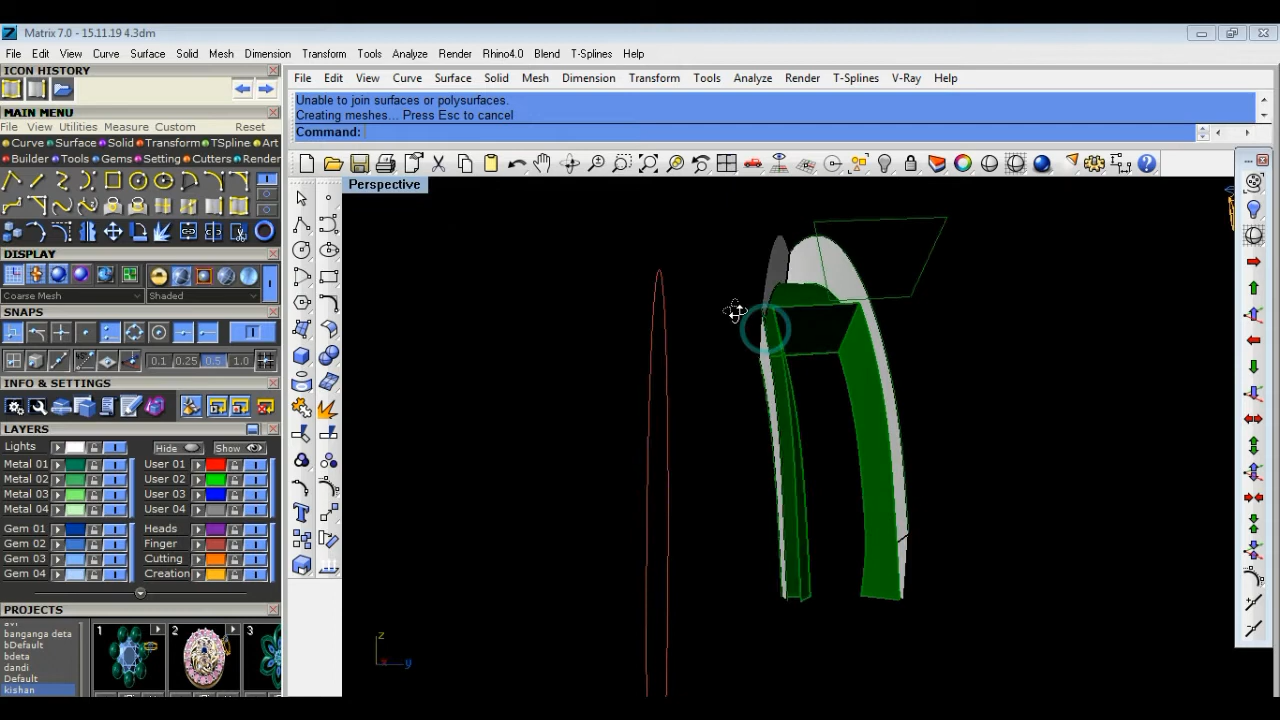 Matrix 7.0 - 15.11.19 4.3dm
File Edit View Curve Surface Solid Mesh Dimension Transform Tools Analyze Render Rhino4.0 Blend T-Splines Help
ICON HISTORY
MAIN MENU
File View Utilities Measure Custom Reset
Curve Surface Solid Transform TSpline Art
Builder Tools Gems Setting Cutters Render
DISPLAY
Coarse Mesh Shaded
SNAPS
0.1 0.25 0.5 1.0
INFO & SETTINGS
LAYERS
Lights Hide Show
Metal 01 User 01
Metal 02 User 02
Metal 03 User 03
Metal 04 User 04
Gem 01 Heads
Gem 02 Finger
Gem 03 Cutting
Gem 04 Creation
PROJECTS
banganga deta
bDefault
bdeta
dandi
Default
kishan
1 2 3
File Edit View Curve Surface Solid Mesh Dimension Transform Tools Analyze Render T-Splines V-Ray Help
Unable to join surfaces or polysurfaces.
Creating meshes... Press Esc to cancel
Command:
Perspective
z
x y